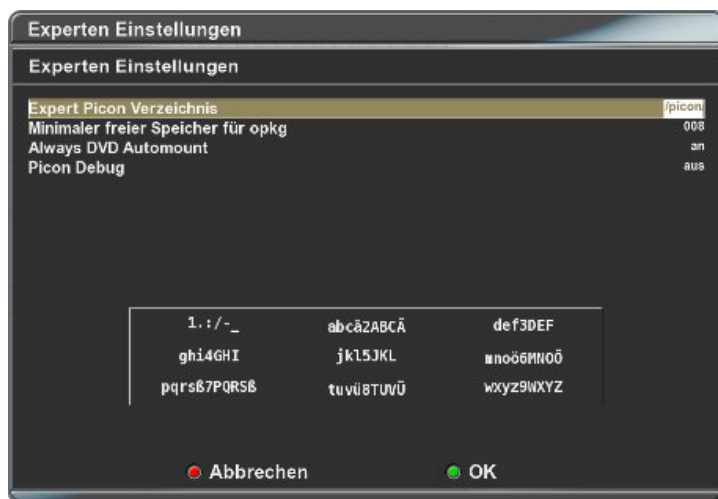 Experten Einstellungen
Experten Einstellungen
Expert Picon Verzeichnis /picon/
Minimaler freier Speicher für opkg 008
Always DVD Automount an
Picon Debug aus
1.:/-_ abcä2ABCÄ def3DEF
ghi4GHI jkl5JKL mnoö6MNOÖ
pqrsß7PQRSß tuvü8TUVÜ wxyz9WXYZ
Abbrechen OK